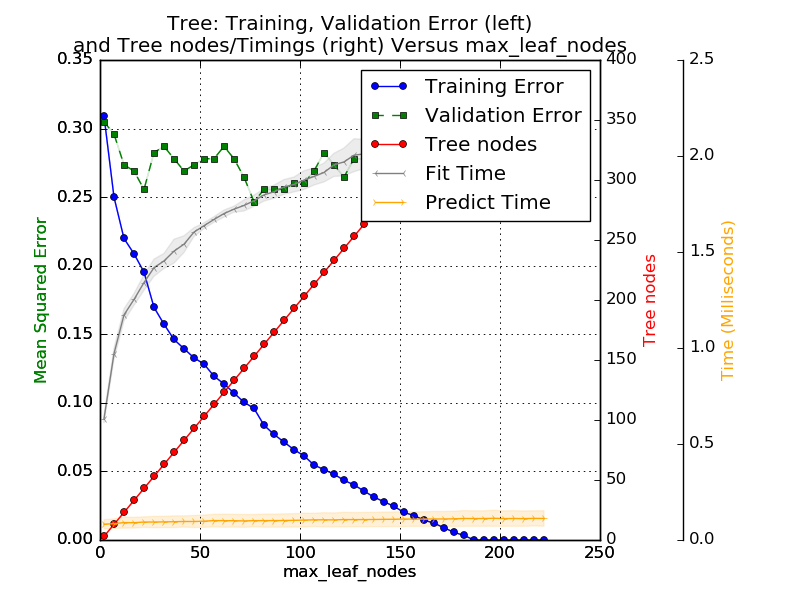 Tree: Training, Validation Error (left)
and Tree nodes/Timings (right) Versus max_leaf_nodes
Training Error
Validation Error
Tree nodes
Fit Time
Predict Time
Mean Squared Error
0.35
0.30
0.25
0.20
0.15
0.10
0.05
0.00
0 50 100 150 200 250
max_leaf_nodes
400
350
300
250
200
150
100
50
0
Tree nodes
2.5
2.0
1.5
1.0
0.5
0.0
Time (Milliseconds)